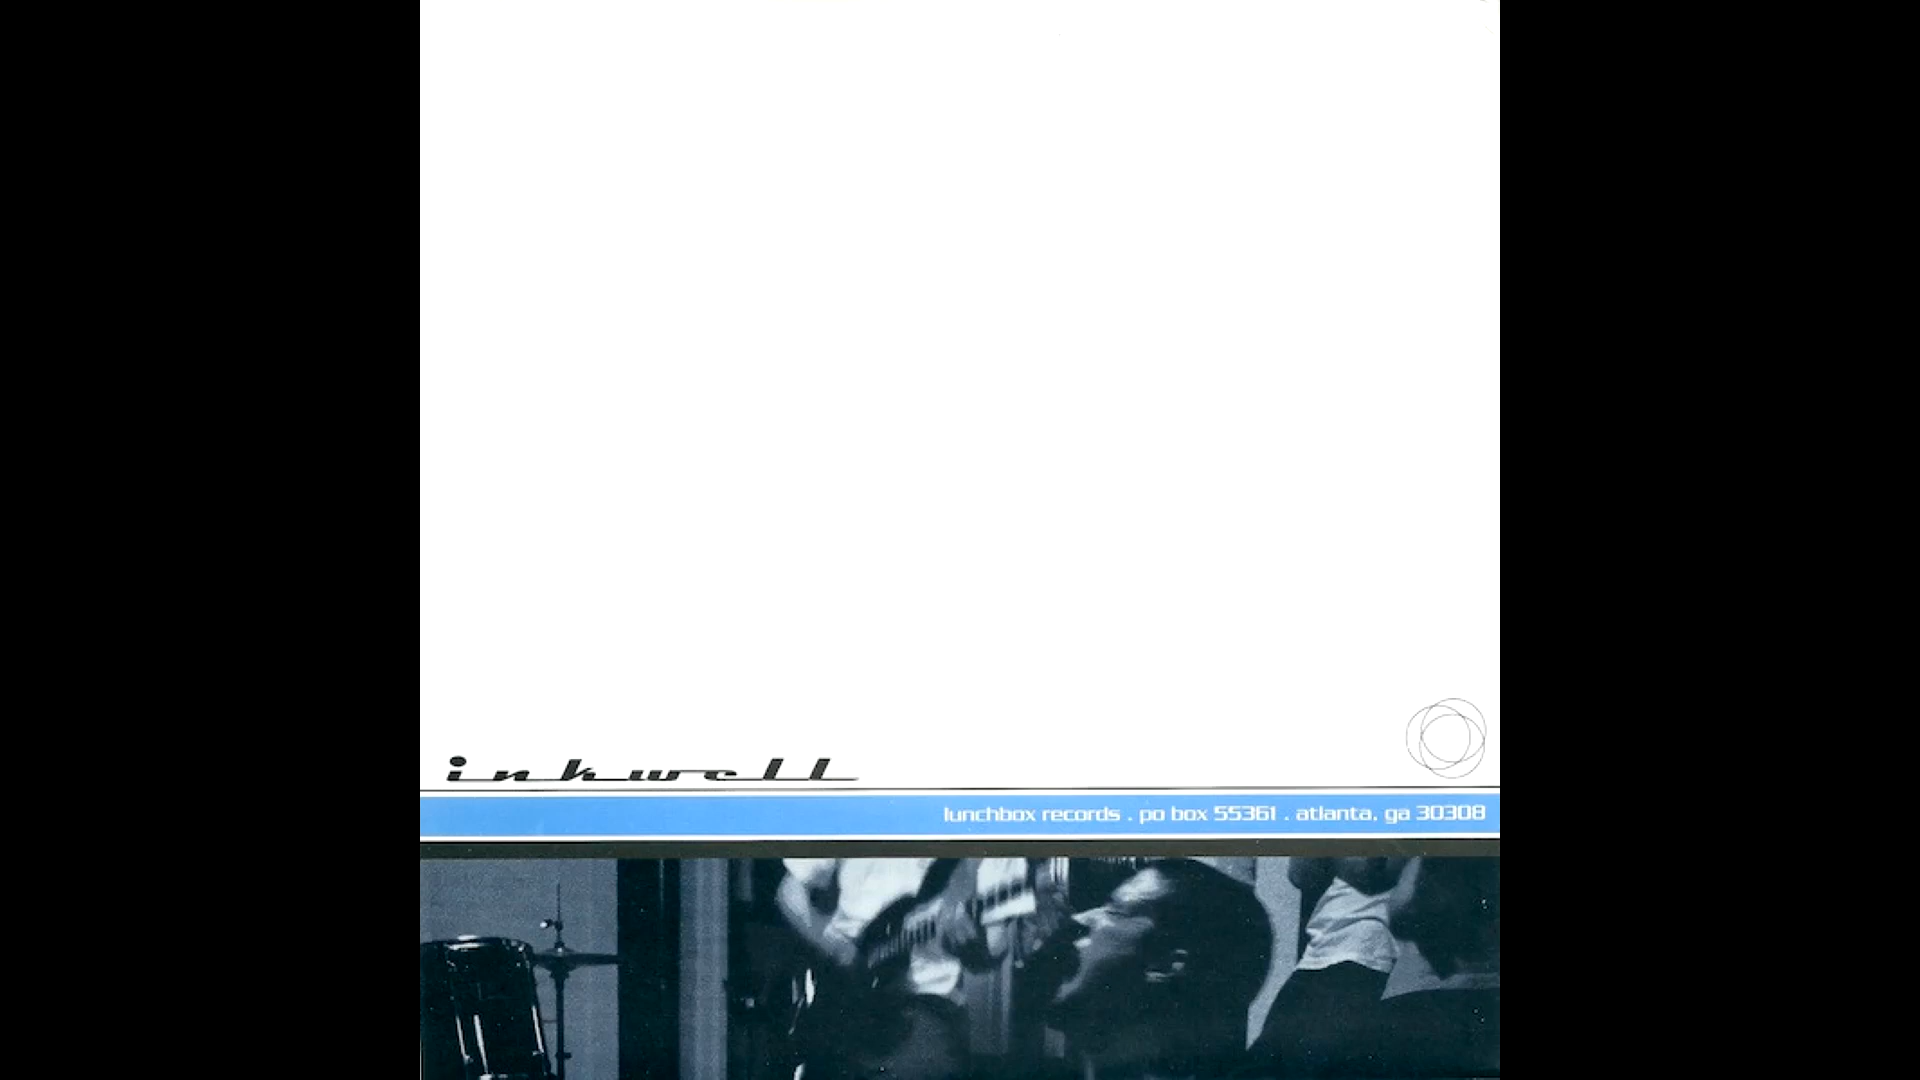 inkwell
lunchbox records . po box 55361 . atlanta, ga 30308